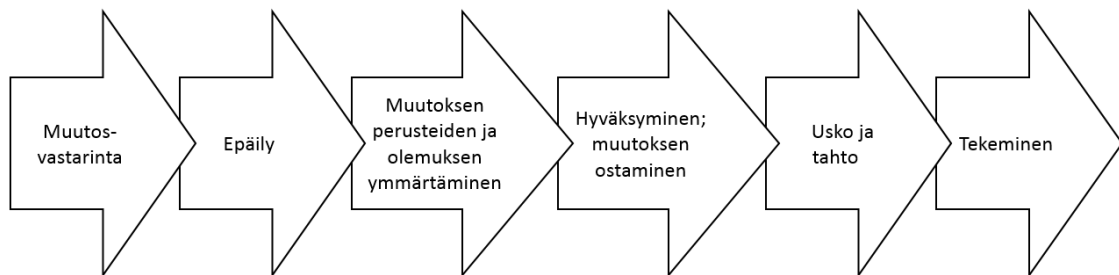 Muutos-
vastarinta
Epäily
Muutoksen
perusteiden ja
olemuksen
ymmärtäminen
Hyväksyminen;
muutoksen
ostaminen
Usko ja
tahto
Tekeminen